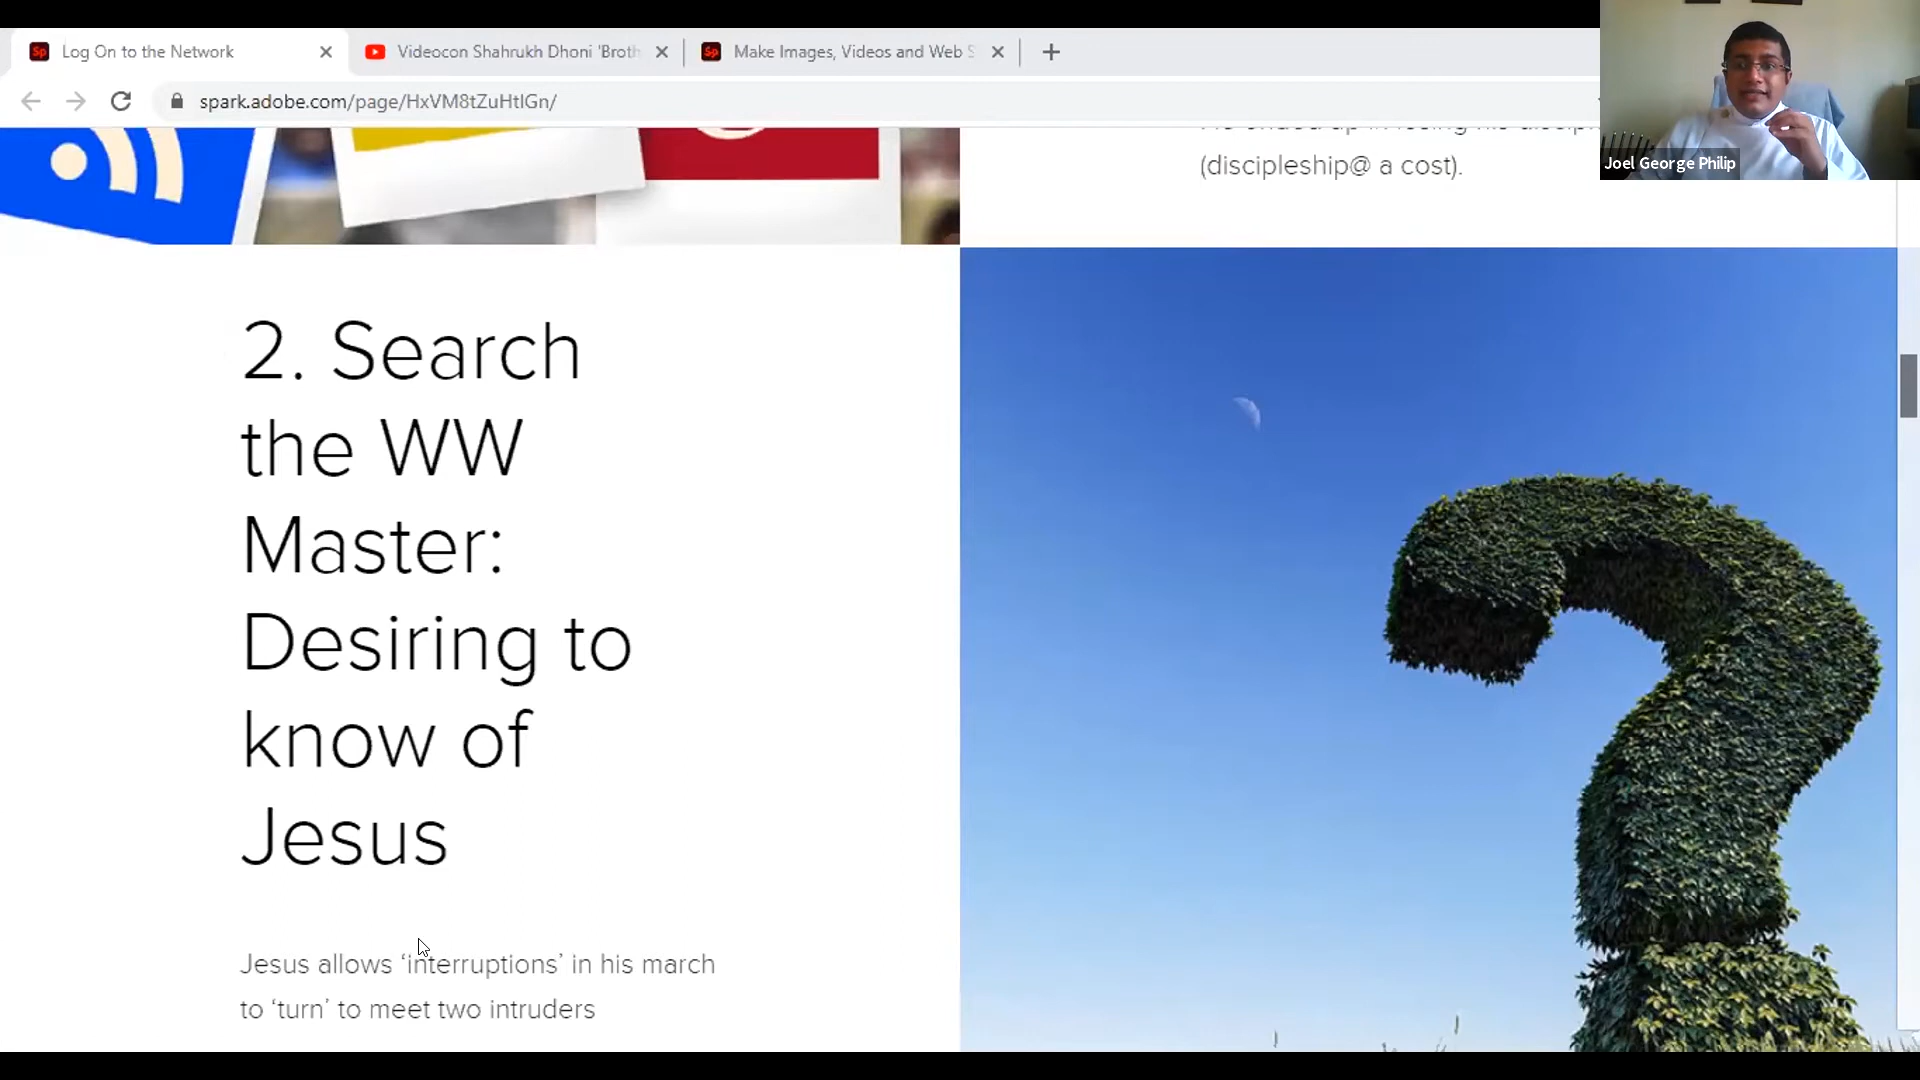 Log On to the Network
Videocon Shahrukh Dhoni 'Broth
Make Images, Videos and Web S
spark.adobe.com/page/HxVM8tZuHtlGn/
(discipleship@ a cost).
Joel George Philip
2. Search
the WW
Master:
Desiring to
know of
Jesus
Jesus allows ‘interruptions’ in his march
to ‘turn’ to meet two intruders